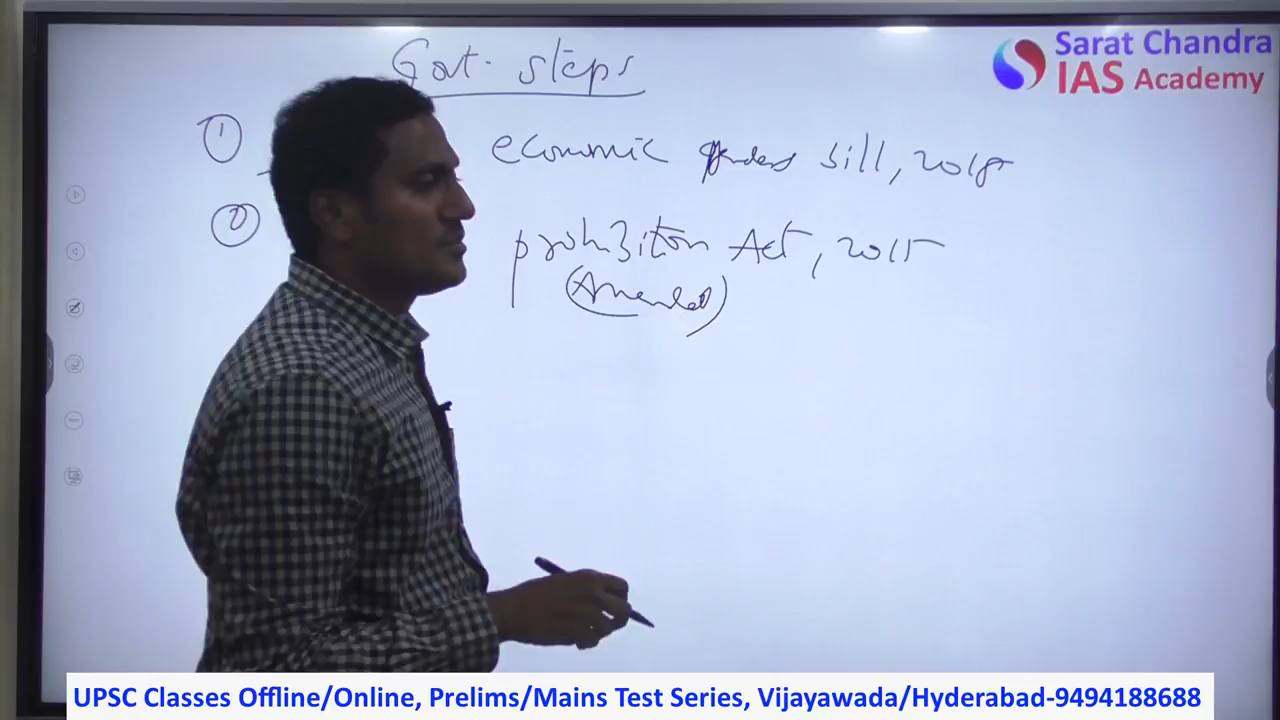 Govt. steps
Sarat Chandra
IAS Academy
① economic offenders bill, 2018
② prohibition Act, 2015
(Amended)
UPSC Classes Offline/Online, Prelims/Mains Test Series, Vijayawada/Hyderabad-9494188688